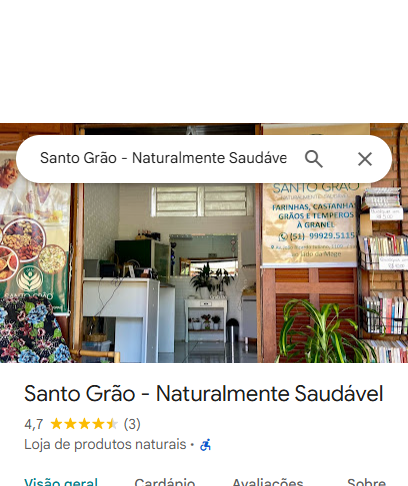 Santo Grão - Naturalmente Saudáve
SANTO GRÃO
FARINHAS, CASTANHAS
GRÃOS E TEMPEROS
À GRANEL
(51) 99929.5115
SANTO GRÃO
Santo Grão - Naturalmente Saudável
4,7 (3)
Loja de produtos naturais ·
Visão geral Cardápio Avaliações Sobre